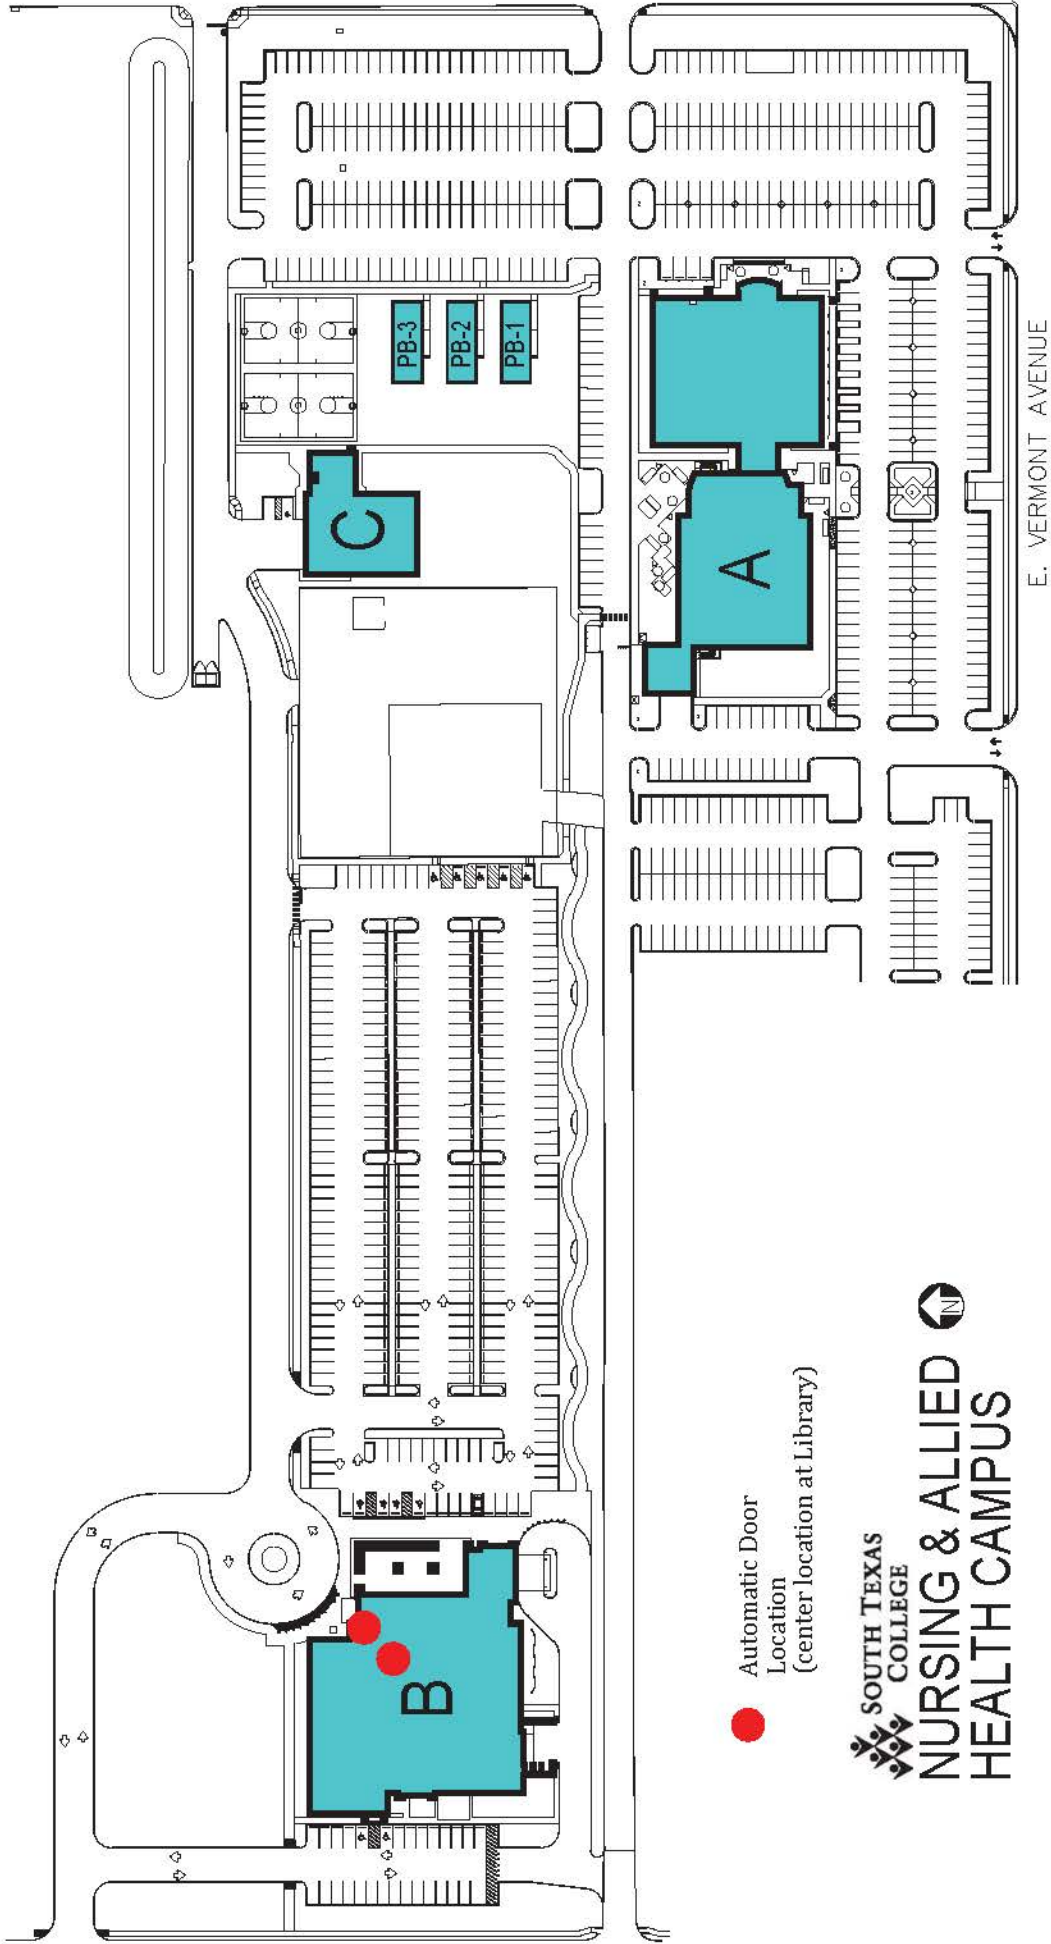 PB-3
PB-2
PB-1
C
A
B
E. VERMONT AVENUE
Automatic Door
Location
(center location at Library)
SOUTH TEXAS
COLLEGE
NURSING & ALLIED
HEALTH CAMPUS
N